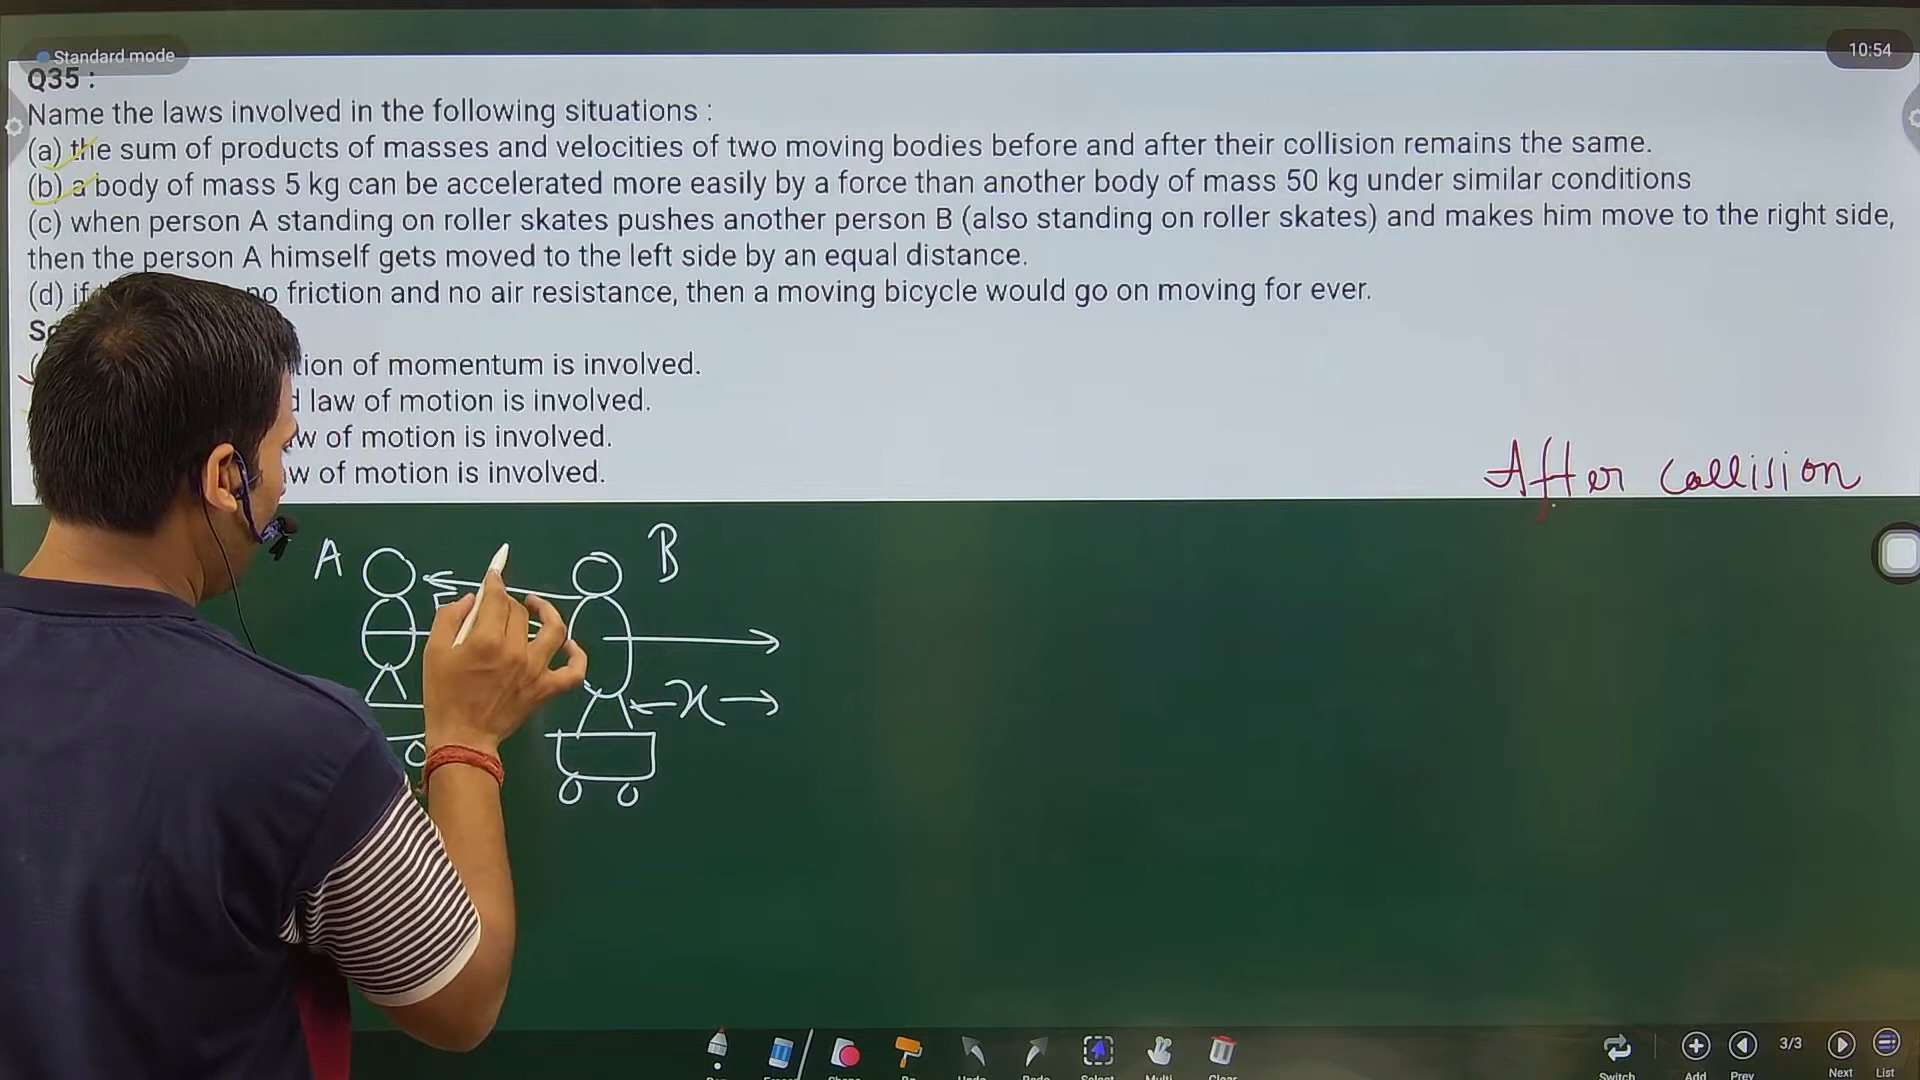 Standard mode
10:54
Q35 :
Name the laws involved in the following situations :
(a) the sum of products of masses and velocities of two moving bodies before and after their collision remains the same.
(b) a body of mass 5 kg can be accelerated more easily by a force than another body of mass 50 kg under similar conditions
(c) when person A standing on roller skates pushes another person B (also standing on roller skates) and makes him move to the right side,
then the person A himself gets moved to the left side by an equal distance.
(d) if no friction and no air resistance, then a moving bicycle would go on moving for ever.
of momentum is involved.
law of motion is involved.
of motion is involved.
of motion is involved.
After collision
A B
F
x
Select Multi Clear
Switch Add Prev 3/3 Next List